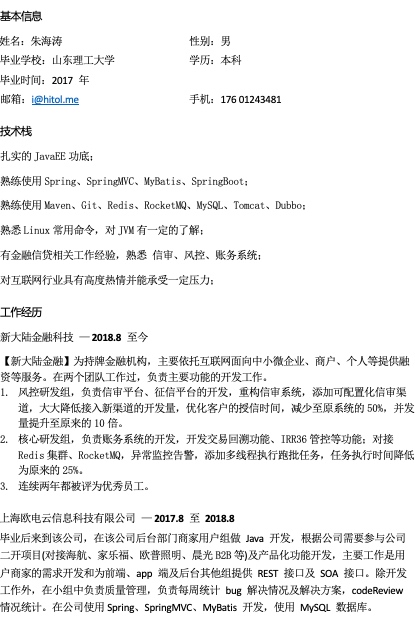 基本信息
姓名：朱海涛 性别：男
毕业学校：山东理工大学 学历：本科
毕业时间：2017 年
邮箱：i@hitol.me 手机：176 01243481
技术栈
扎实的 JavaEE 功底；
熟练使用 Spring、SpringMVC、MyBatis、SpringBoot；
熟练使用 Maven、Git、Redis、RocketMQ、MySQL、Tomcat、Dubbo；
熟悉 Linux 常用命令，对 JVM 有一定的了解；
有金融信贷相关工作经验，熟悉 信审、风控、账务系统；
对互联网行业具有高度热情并能承受一定压力；
工作经历
新大陆金融科技 — 2018.8 至今
【新大陆金融】为持牌金融机构，主要依托互联网面向中小微企业、商户、个人等提供融
资等服务。在两个团队工作过，负责主要功能的开发工作。
1. 风控研发组，负责信审平台、征信平台的开发，重构信审系统，添加可配置化信审渠
道，大大降低接入新渠道的开发量，优化客户的授信时间，减少至原系统的 50%，并发
量提升至原来的 10 倍。
2. 核心研发组，负责账务系统的开发，开发交易回溯功能、IRR36 管控等功能；对接
Redis 集群、RocketMQ，异常监控告警，添加多线程执行跑批任务，任务执行时间降低
为原来的 25%。
3. 连续两年都被评为优秀员工。
上海欧电云信息科技有限公司 — 2017.8 至 2018.8
毕业后来到该公司，在该公司后台部门商家用户组做 Java 开发，根据公司需要参与公司
二开项目(对接海航、家乐福、欧普照明、晨光 B2B 等)及产品化功能开发，主要工作是用
户商家的需求开发和为前端、app 端及后台其他组提供 REST 接口及 SOA 接口。除开发
工作外，在小组中负责质量管理，负责每周统计 bug 解决情况及解决方案，codeReview
情况统计。在公司使用 Spring、SpringMVC、MyBatis 开发，使用 MySQL 数据库。